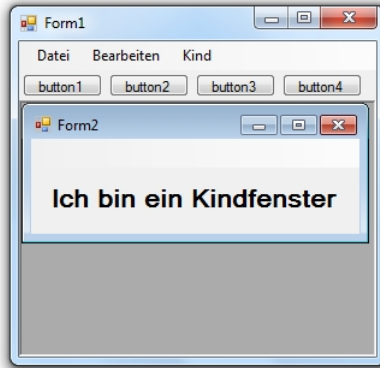 Form1
Datei Bearbeiten Kind
button1 button2 button3 button4
Form2
Ich bin ein Kindfenster